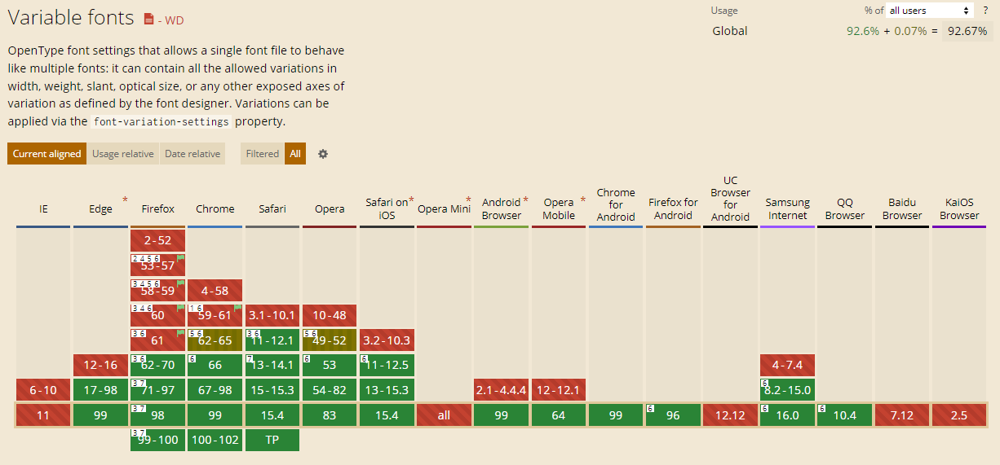 Variable fonts - WD
Usage % of all users ?
Global 92.6% + 0.07% = 92.67%
OpenType font settings that allows a single font file to behave
like multiple fonts: it can contain all the allowed variations in
width, weight, slant, optical size, or any other exposed axes of
variation as defined by the font designer. Variations can be
applied via the font-variation-settings property.
Current aligned Usage relative Date relative Filtered All
IE
Edge *
Firefox
Chrome
Safari
Opera
Safari on *
iOS
Opera Mini *
Android *
Browser
Opera *
Mobile
Chrome
for
Android
Firefox for
Android
UC
Browser
for
Android
Samsung
Internet
QQ
Browser
Baidu
Browser
KaiOS
Browser
2-52
2 4 5 6 53-57
3 4 5 6 58-59 4-58
3 4 6 60 1 6 59-61 3.1-10.1 10-48
3 6 61 5 6 62-65 3 6 11-12.1 5 6 49-52 3.2-10.3
12-16 3 6 62-70 6 66 7 13-14.1 6 53 6 11-12.5 4-7.4
6-10 17-98 3 7 71-97 67-98 15-15.3 54-82 13-15.3 2.1-4.4.4 12-12.1 6 8.2-15.0
11 99 3 7 98 99 15.4 83 15.4 all 99 64 99 6 96 12.12 6 16.0 6 10.4 7.12 2.5
3 7 99-100 100-102 TP